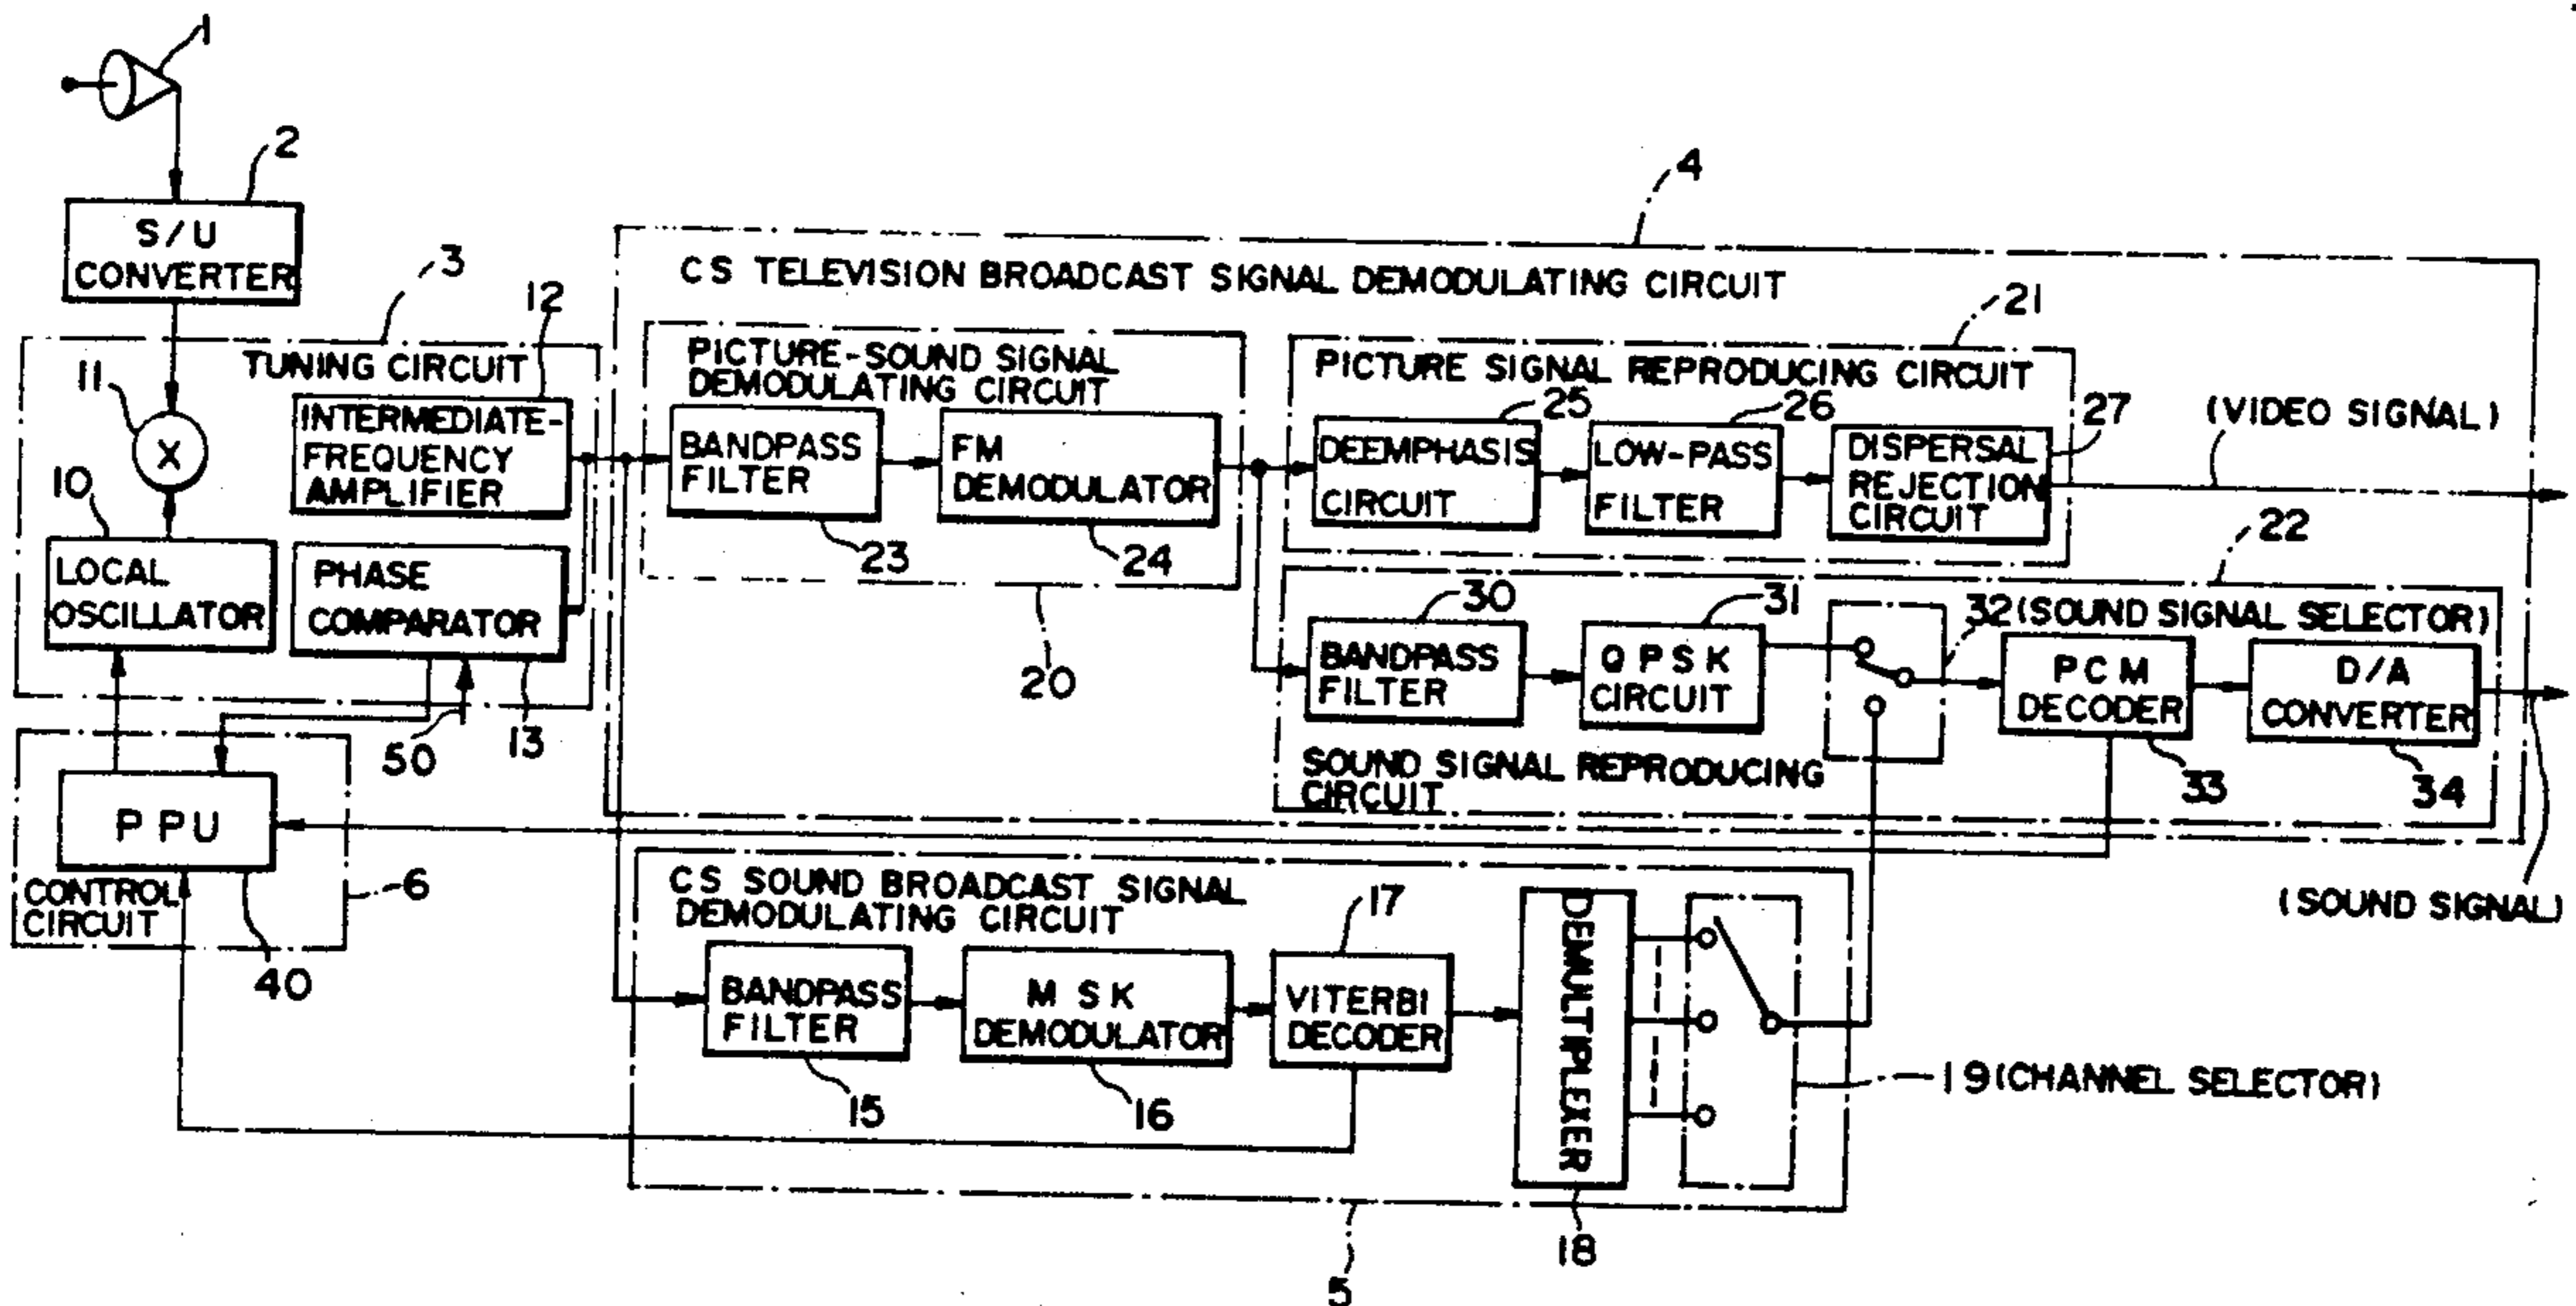 1
2
S/U
CONVERTER
3
12
TUNING CIRCUIT
11
X
INTERMEDIATE-
FREQUENCY
AMPLIFIER
10
LOCAL
OSCILLATOR
PHASE
COMPARATOR
50
13
PPU
CONTROL
CIRCUIT
6
40
4
CS TELEVISION BROADCAST SIGNAL DEMODULATING CIRCUIT
PICTURE-SOUND SIGNAL
DEMODULATING CIRCUIT
BANDPASS
FILTER
23
FM
DEMODULATOR
24
20
21
PICTURE SIGNAL REPRODUCING CIRCUIT
25
DEEMPHASIS
CIRCUIT
26
LOW-PASS
FILTER
27
DISPERSAL
REJECTION
CIRCUIT
(VIDEO SIGNAL)
22
30
BANDPASS
FILTER
31
QPSK
CIRCUIT
32(SOUND SIGNAL SELECTOR)
PCM
DECODER
33
D/A
CONVERTER
34
SOUND SIGNAL REPRODUCING
CIRCUIT
(SOUND SIGNAL)
CS SOUND BROADCAST SIGNAL
DEMODULATING CIRCUIT
BANDPASS
FILTER
15
MSK
DEMODULATOR
16
17
VITERBI
DECODER
DEMULTIPLEXER
18
19(CHANNEL SELECTOR)
5